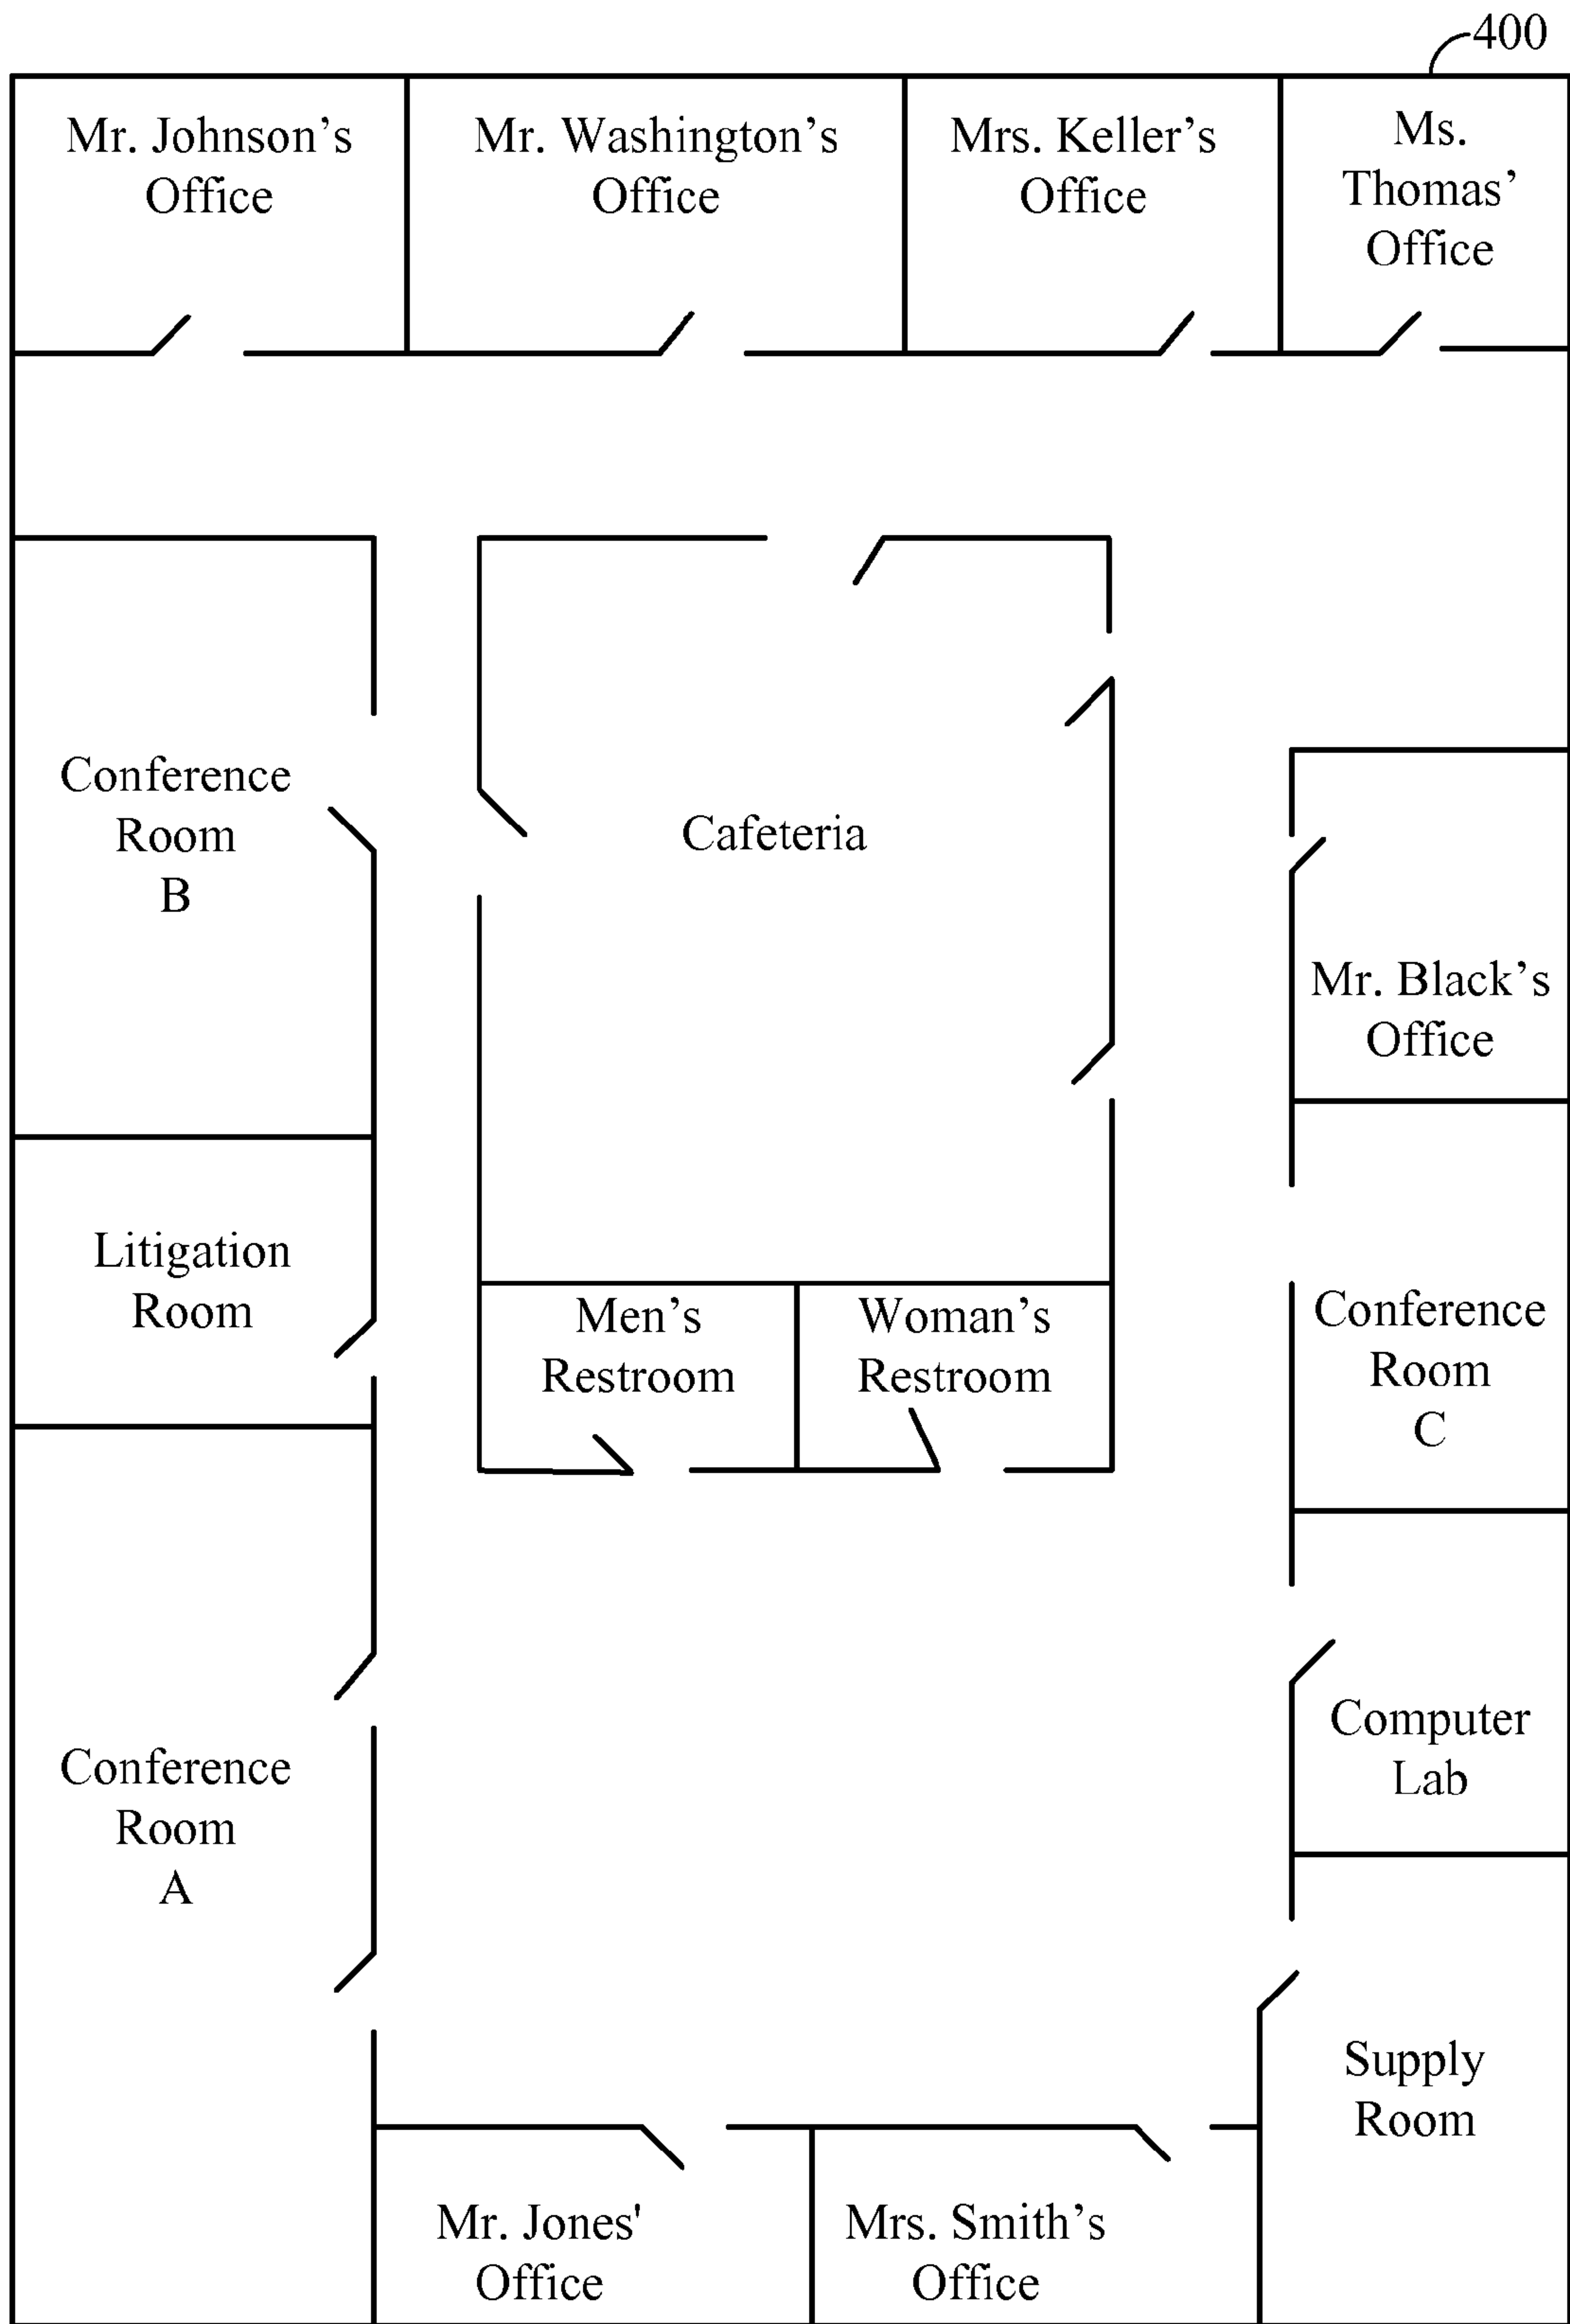 400
Mr. Johnson’s
Office
Mr. Washington’s
Office
Mrs. Keller’s
Office
Ms.
Thomas’
Office
Conference
Room
B
Cafeteria
Mr. Black’s
Office
Litigation
Room
Men’s
Restroom
Woman’s
Restroom
Conference
Room
C
Conference
Room
A
Computer
Lab
Supply
Room
Mr. Jones'
Office
Mrs. Smith’s
Office